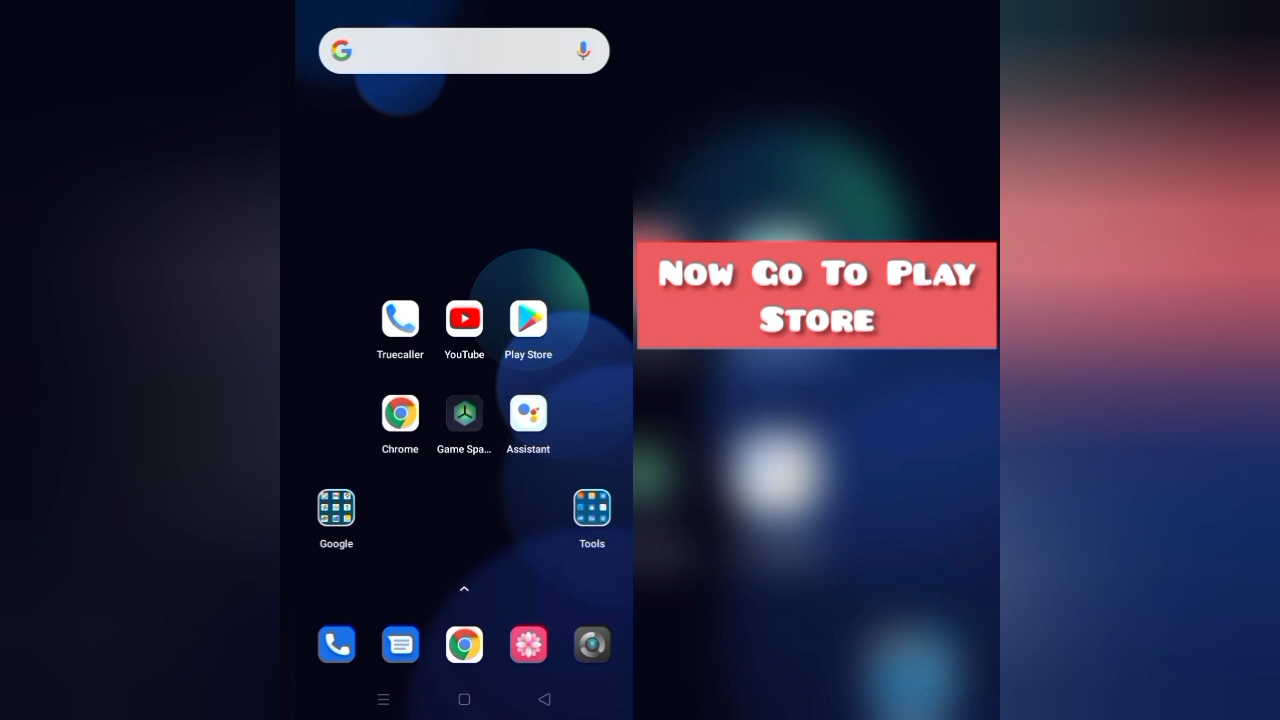 Now Go To Play
Store
Truecaller
YouTube
Play Store
Chrome
Game Spa...
Assistant
Google
Tools